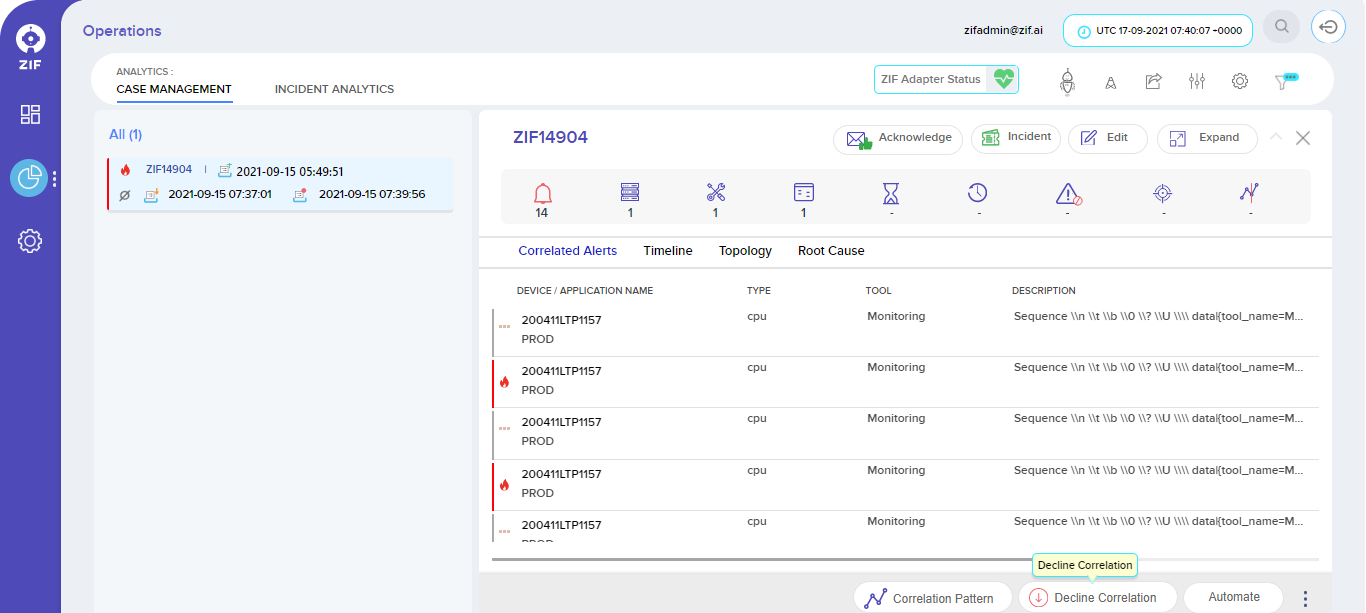 ZIF
Operations
zifadmin@zif.ai
UTC 17-09-2021 07:40:07 +0000
ANALYTICS :
CASE MANAGEMENT
INCIDENT ANALYTICS
ZIF Adapter Status
All (1)
ZIF14904 | 2021-09-15 05:49:51
2021-09-15 07:37:01 2021-09-15 07:39:56
ZIF14904
Acknowledge
Incident
Edit
Expand
14 1 1 1 - - - - -
Correlated Alerts Timeline Topology Root Cause
DEVICE / APPLICATION NAME TYPE TOOL DESCRIPTION
200411LTP1157 cpu Monitoring Sequence \\n \\t \\b \\0 \\? \\U \\\\ data|{tool_name=M...
PROD
200411LTP1157 cpu Monitoring Sequence \\n \\t \\b \\0 \\? \\U \\\\ data|{tool_name=M...
PROD
200411LTP1157 cpu Monitoring Sequence \\n \\t \\b \\0 \\? \\U \\\\ data|{tool_name=M...
PROD
200411LTP1157 cpu Monitoring Sequence \\n \\t \\b \\0 \\? \\U \\\\ data|{tool_name=M...
PROD
200411LTP1157 cpu Monitoring Sequence \\n \\t \\b \\0 \\? \\U \\\\ data|{tool_name=M...
PROD
Decline Correlation
Correlation Pattern
Decline Correlation
Automate